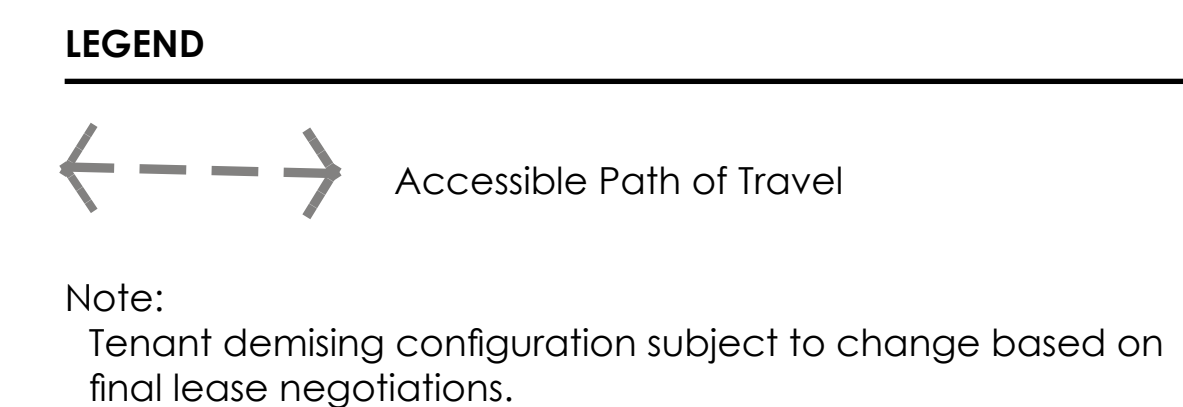 LEGEND
Accessible Path of Travel
Note:
Tenant demising configuration subject to change based on
final lease negotiations.